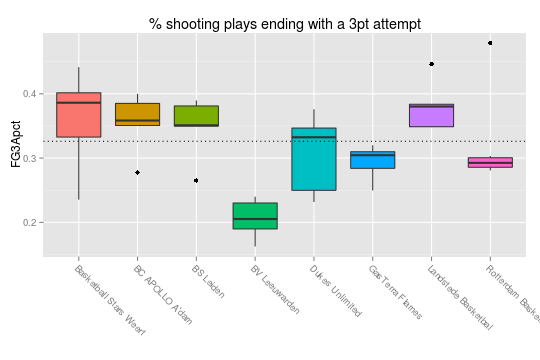 % shooting plays ending with a 3pt attempt
FG3Apct
0.4
0.3
0.2
Basketball Stars Weert
BC APOLLO A'dam
BS Leiden
BV Leeuwarden
Dukes Unlimited
GasTerra Flames
Landstede Basketbal
Rotterdam Baske